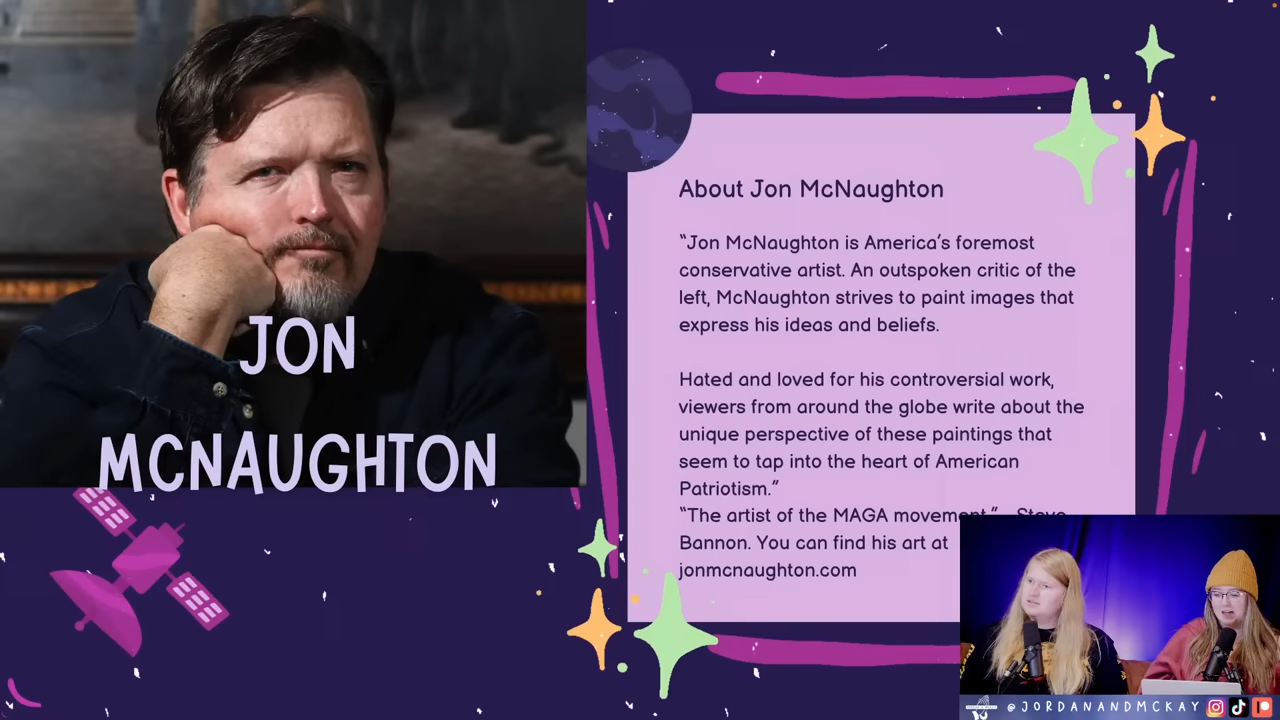 JON
MCNAUGHTON
About Jon McNaughton
“Jon McNaughton is America’s foremost
conservative artist. An outspoken critic of the
left, McNaughton strives to paint images that
express his ideas and beliefs.
Hated and loved for his controversial work,
viewers from around the globe write about the
unique perspective of these paintings that
seem to tap into the heart of American
Patriotism.”
“The artist of the MAGA movement.” - Steve
Bannon. You can find his art at
jonmcnaughton.com
@JORDANANDMCKAY